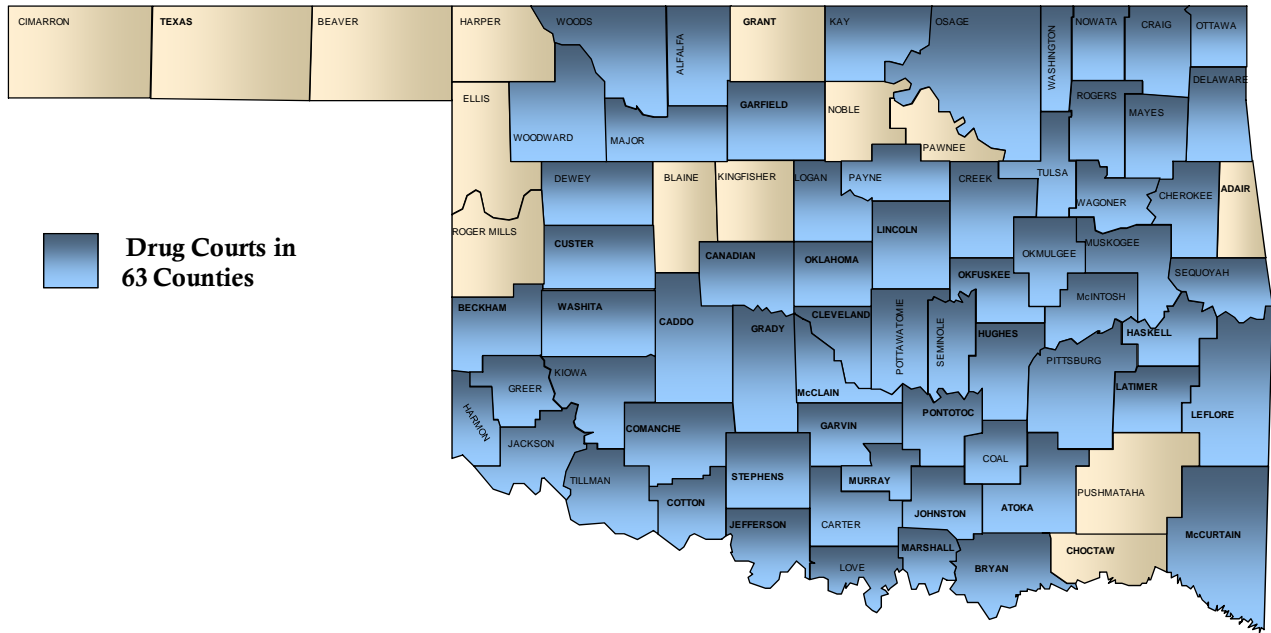 CIMARRON
TEXAS
BEAVER
HARPER
WOODS
ALFALFA
GRANT
KAY
OSAGE
WASHINGTON
NOWATA
CRAIG
OTTAWA
ELLIS
WOODWARD
MAJOR
GARFIELD
NOBLE
PAWNEE
ROGERS
MAYES
DELAWARE
DEWEY
BLAINE
KINGFISHER
LOGAN
PAYNE
CREEK
TULSA
WAGONER
CHEROKEE
ADAIR
ROGER MILLS
CUSTER
CANADIAN
OKLAHOMA
LINCOLN
OKFUSKEE
OKMULGEE
MUSKOGEE
SEQUOYAH
Drug Courts in
63 Counties
BECKHAM
WASHITA
CADDO
GRADY
CLEVELAND
POTTAWATOMIE
SEMINOLE
HUGHES
McINTOSH
HASKELL
PITTSBURG
LATIMER
LEFLORE
HARMON
GREER
KIOWA
McCLAIN
JACKSON
COMANCHE
GARVIN
PONTOTOC
COAL
TILLMAN
COTTON
STEPHENS
MURRAY
JOHNSTON
ATOKA
PUSHMATAHA
McCURTAIN
JEFFERSON
CARTER
LOVE
MARSHALL
BRYAN
CHOCTAW